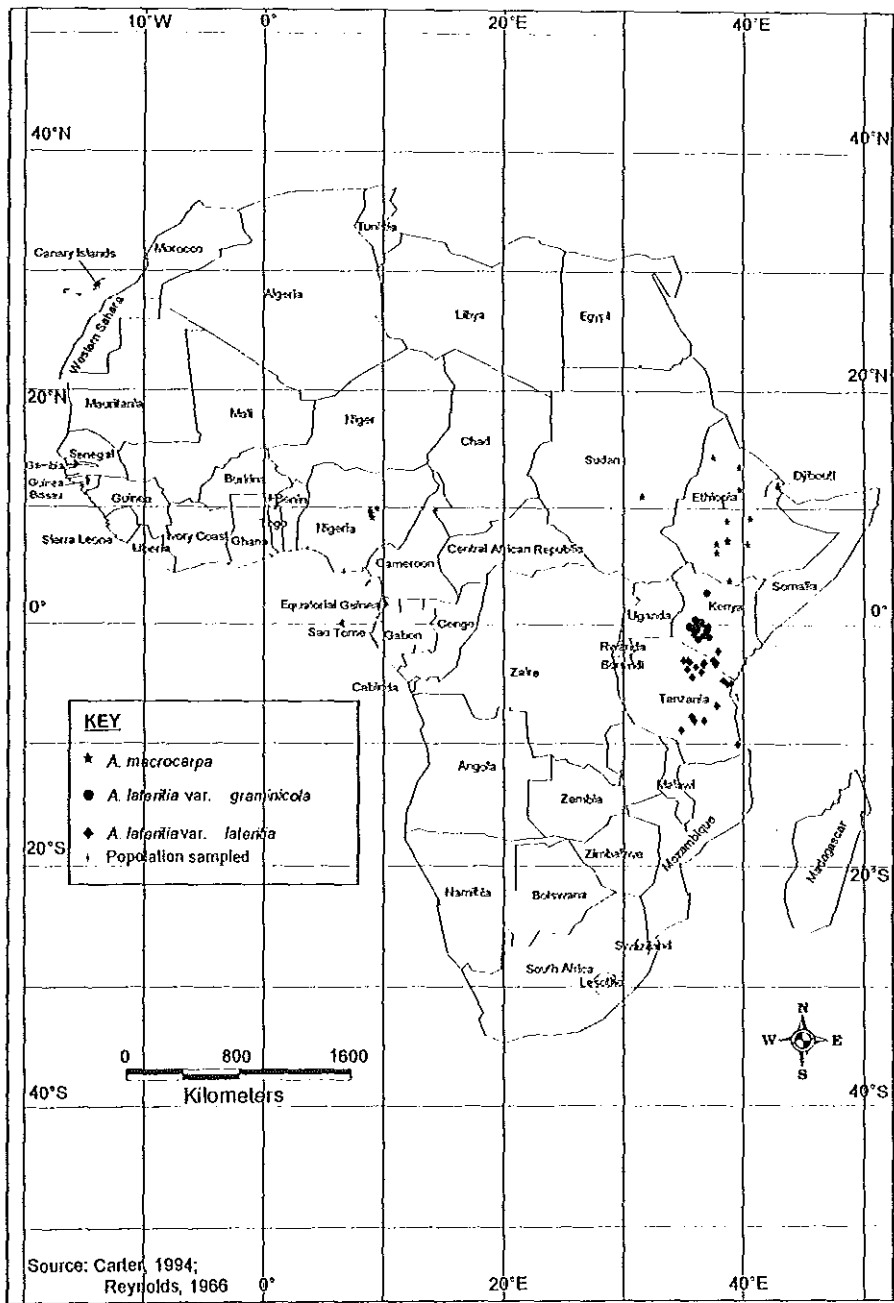 10°W 0° 20°E 40°E
40°N 40°N
Tunisia
Morocco
Canary Islands
Algeria
Libya Egypt
Western Sahara
20°N 20°N
Mauritania Mali Niger
Chad
Sudan
Senegal
Gambia
Djibouti
Burkina
Ethiopia
Guinea
Bissau
Guinea
Benin
Nigeria
Togo
Ivory Coast
Ghana
Sierra Leone
Liberia
Central African Republic
Cameroon
Somalia
0° 0°
Equatorial Guinea
Uganda
Kenya
Sao Tome
Gabon
Congo
Rwanda
Burundi
Zaire
Cabinda
Tanzania
KEY
A. macrocarpa
A. lateritia var. graminicola
A. lateritia var. lateritia
Population sampled
Angola
Malawi
Zambia
Mozambique
Madagascar
Zimbabwe
20°S 20°S
Namibia
Botswana
Swaziland
South Africa
Lesotho
N
W E
S
0 800 1600
Kilometers
40°S 40°S
Source: Carter, 1994;
Reynolds, 1966
0° 20°E 40°E